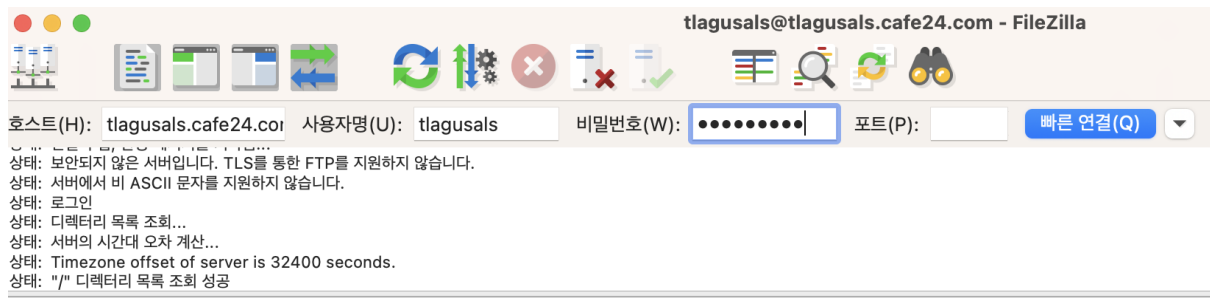 tlagusals@tlagusals.cafe24.com - FileZilla
호스트(H): tlagusals.cafe24.cor 사용자명(U): tlagusals 비밀번호(W): ●●●●●●●●● 포트(P): 빠른 연결(Q)
상태: 보안되지 않은 서버입니다. TLS를 통한 FTP를 지원하지 않습니다.
상태: 서버에서 비 ASCII 문자를 지원하지 않습니다.
상태: 로그인
상태: 디렉터리 목록 조회...
상태: 서버의 시간대 오차 계산...
상태: Timezone offset of server is 32400 seconds.
상태: "/" 디렉터리 목록 조회 성공